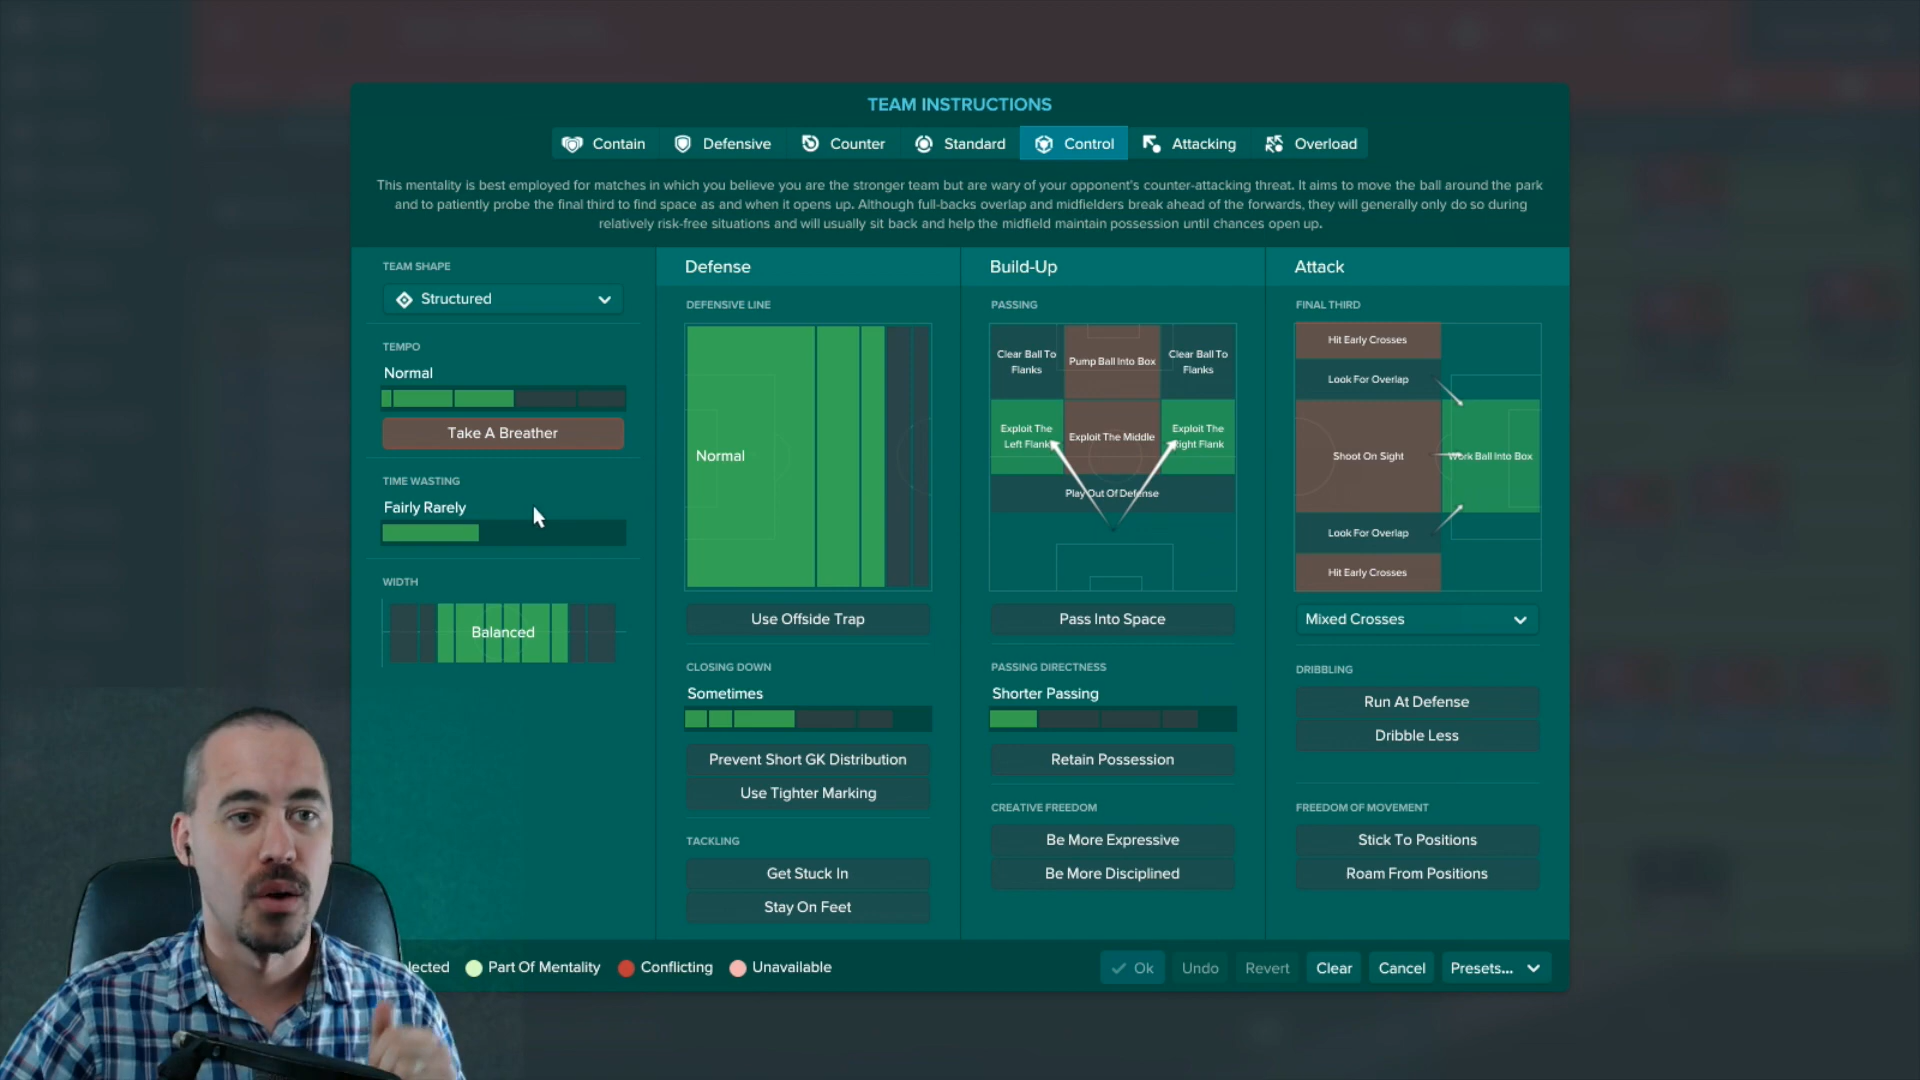 TEAM INSTRUCTIONS
Contain
Defensive
Counter
Standard
Control
Attacking
Overload
This mentality is best employed for matches in which you believe you are the stronger team but are wary of your opponent's counter-attacking threat. It aims to move the ball around the park
and to patiently probe the final third to find space as and when it opens up. Although full-backs overlap and midfielders break ahead of the forwards, they will generally only do so during
relatively risk-free situations and will usually sit back and help the midfield maintain possession until chances open up.
TEAM SHAPE
Structured
TEMPO
Normal
Take A Breather
TIME WASTING
Fairly Rarely
WIDTH
Balanced
Defense
DEFENSIVE LINE
Normal
Use Offside Trap
CLOSING DOWN
Sometimes
Prevent Short GK Distribution
Use Tighter Marking
TACKLING
Get Stuck In
Stay On Feet
Build-Up
PASSING
Clear Ball To
Flanks
Pump Ball Into Box
Clear Ball To
Flanks
Exploit The
Left Flank
Exploit The Middle
Exploit The
Right Flank
Play Out Of Defense
Pass Into Space
PASSING DIRECTNESS
Shorter Passing
Retain Possession
CREATIVE FREEDOM
Be More Expressive
Be More Disciplined
Attack
FINAL THIRD
Hit Early Crosses
Look For Overlap
Shoot On Sight
Work Ball Into Box
Look For Overlap
Hit Early Crosses
Mixed Crosses
DRIBBLING
Run At Defense
Dribble Less
FREEDOM OF MOVEMENT
Stick To Positions
Roam From Positions
lected
Part Of Mentality
Conflicting
Unavailable
Ok
Undo
Revert
Clear
Cancel
Presets...